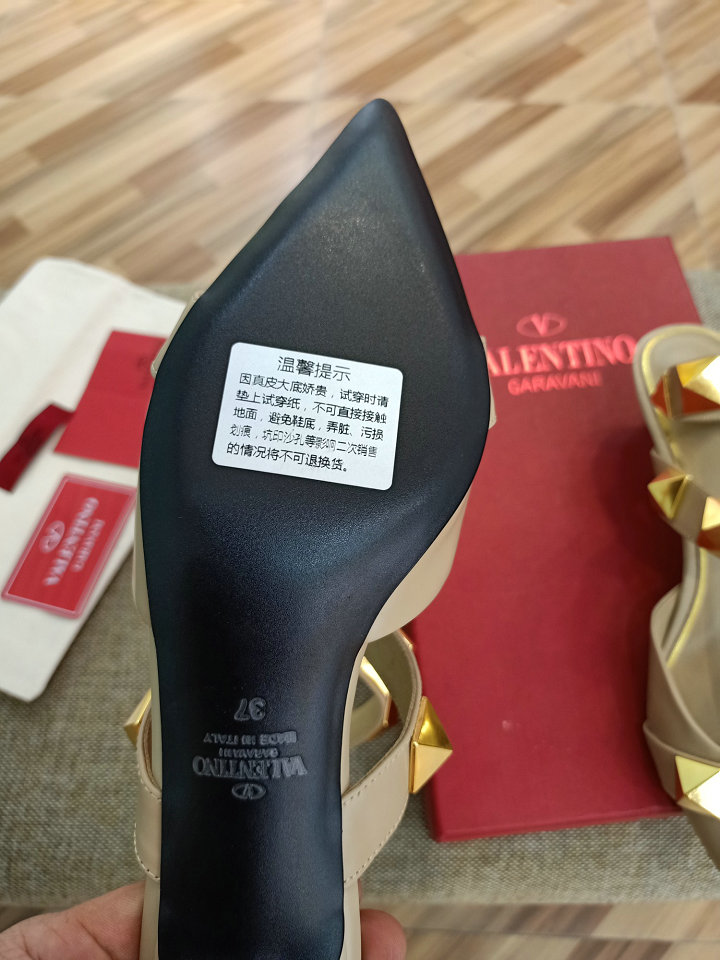 温馨提示
因真皮大底娇贵，试穿时请
垫上试穿纸，不可直接接触
地面，避免鞋底，弄脏、污损
划痕，坑印沙孔等影响二次销售
的情况将不可退换货。
VALENTINO
GARAVANI
VALENTINO
GARAVANI
37
MADE IN ITALY
GARAVANI
VALENTINO